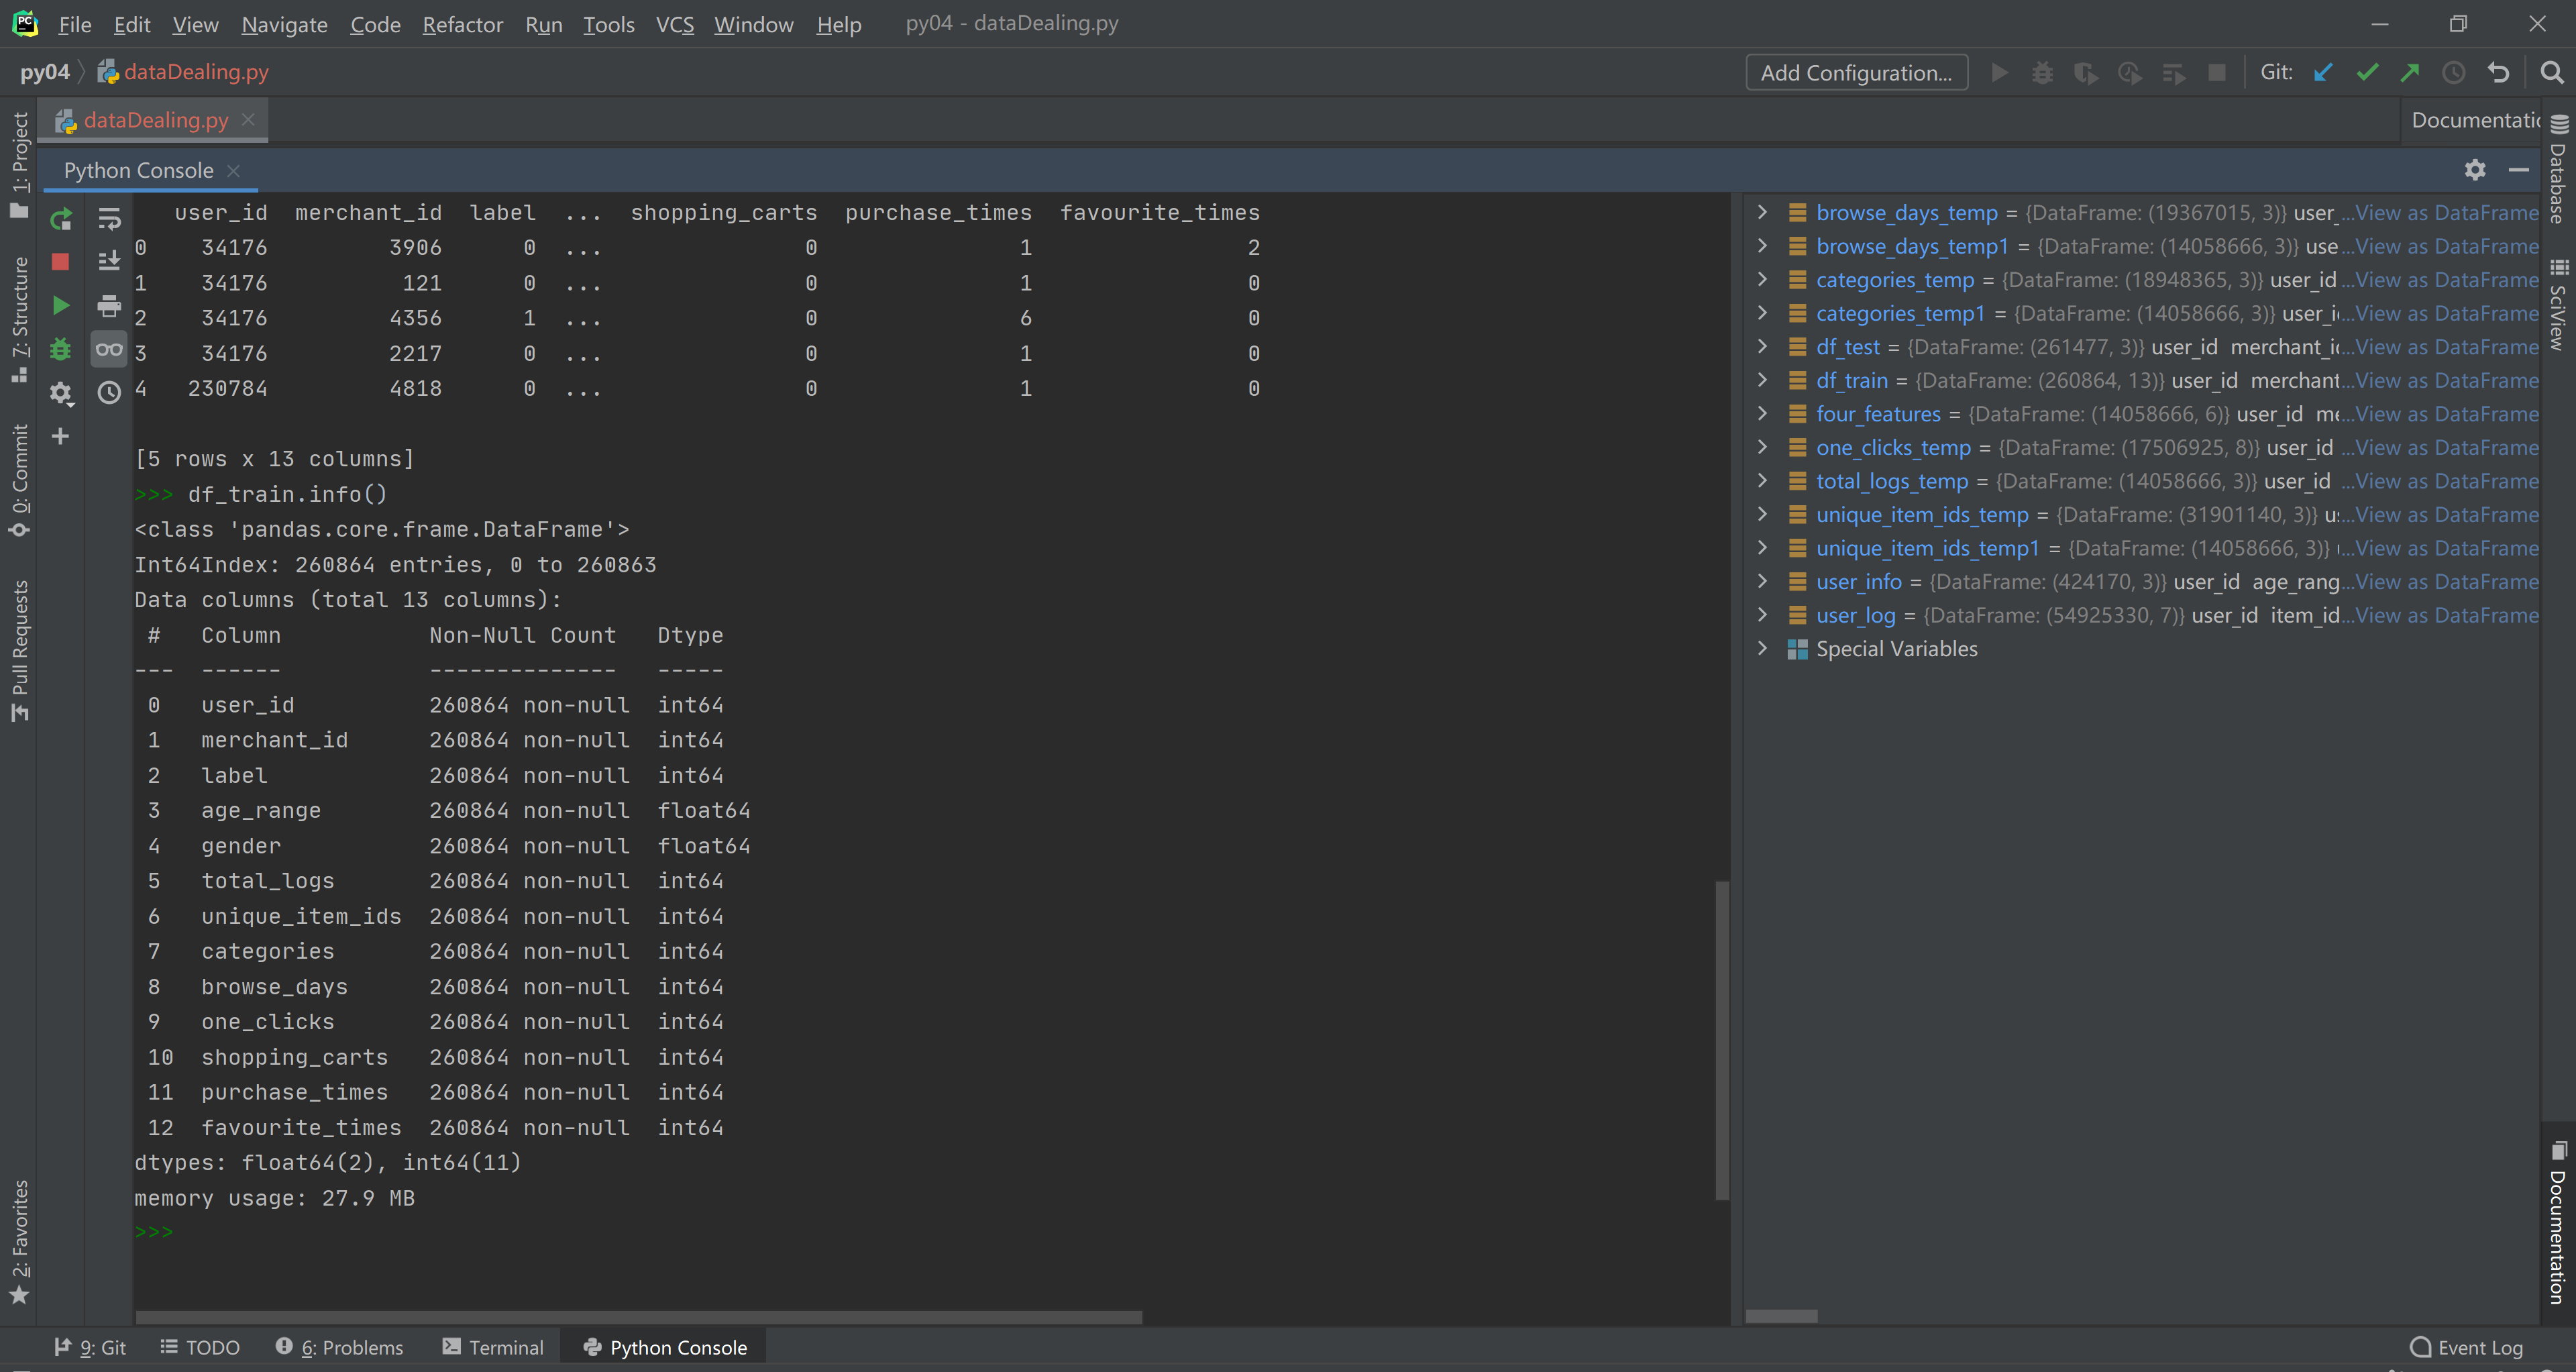 File Edit View Navigate Code Refactor Run Tools VCS Window Help py04 - dataDealing.py
py04 dataDealing.py Add Configuration... Git:
dataDealing.py Documentatic
Python Console
1: Project
7: Structure
0: Commit
Pull Requests
2: Favorites
user_id merchant_id label ... shopping_carts purchase_times favourite_times
0 34176 3906 0 ... 0 1 2
1 34176 121 0 ... 0 1 0
2 34176 4356 1 ... 0 6 0
3 34176 2217 0 ... 0 1 0
4 230784 4818 0 ... 0 1 0
[5 rows x 13 columns]
>>> df_train.info()
<class 'pandas.core.frame.DataFrame'>
Int64Index: 260864 entries, 0 to 260863
Data columns (total 13 columns):
# Column Non-Null Count Dtype
--- ------ -------------- -----
0 user_id 260864 non-null int64
1 merchant_id 260864 non-null int64
2 label 260864 non-null int64
3 age_range 260864 non-null float64
4 gender 260864 non-null float64
5 total_logs 260864 non-null int64
6 unique_item_ids 260864 non-null int64
7 categories 260864 non-null int64
8 browse_days 260864 non-null int64
9 one_clicks 260864 non-null int64
10 shopping_carts 260864 non-null int64
11 purchase_times 260864 non-null int64
12 favourite_times 260864 non-null int64
dtypes: float64(2), int64(11)
memory usage: 27.9 MB
>>>
browse_days_temp = {DataFrame: (19367015, 3)} user_...View as DataFrame
browse_days_temp1 = {DataFrame: (14058666, 3)} use...View as DataFrame
categories_temp = {DataFrame: (18948365, 3)} user_id ...View as DataFrame
categories_temp1 = {DataFrame: (14058666, 3)} user_i...View as DataFrame
df_test = {DataFrame: (261477, 3)} user_id merchant_i...View as DataFrame
df_train = {DataFrame: (260864, 13)} user_id merchant...View as DataFrame
four_features = {DataFrame: (14058666, 6)} user_id me...View as DataFrame
one_clicks_temp = {DataFrame: (17506925, 8)} user_id ...View as DataFrame
total_logs_temp = {DataFrame: (14058666, 3)} user_id ...View as DataFrame
unique_item_ids_temp = {DataFrame: (31901140, 3)} u...View as DataFrame
unique_item_ids_temp1 = {DataFrame: (14058666, 3)} ...View as DataFrame
user_info = {DataFrame: (424170, 3)} user_id age_rang...View as DataFrame
user_log = {DataFrame: (54925330, 7)} user_id item_id...View as DataFrame
Special Variables
Database
SciView
Documentation
9: Git TODO 6: Problems Terminal Python Console Event Log